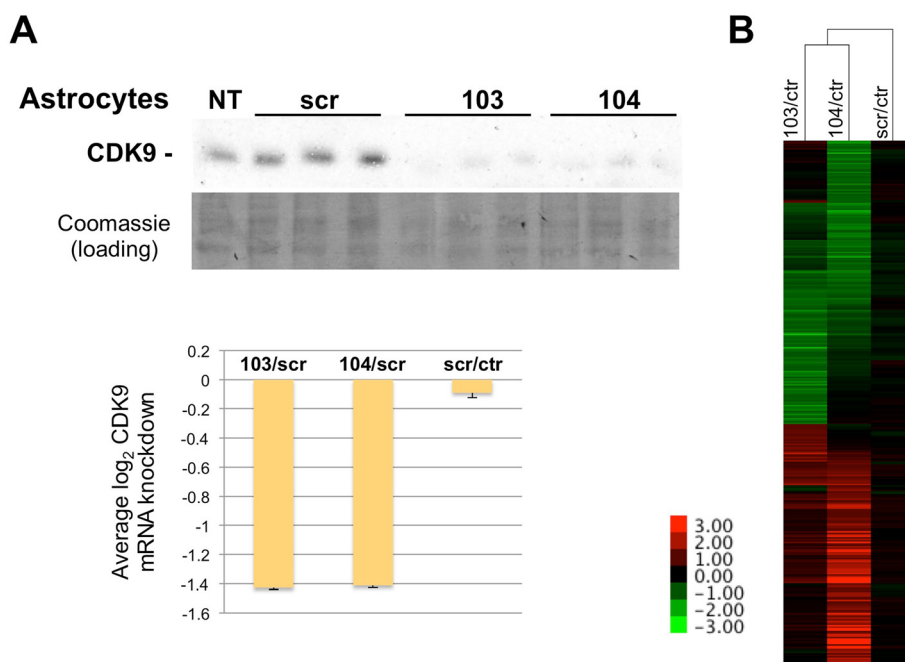 A
Astrocytes NT scr 103 104
CDK9 -
Coomassie
(loading)
Average log₂ CDK9
mRNA knockdown
103/scr 104/scr scr/ctr
0.2
0
-0.2
-0.4
-0.6
-0.8
-1
-1.2
-1.4
-1.6
B
103/ctr
104/ctr
scr/ctr
3.00
2.00
1.00
0.00
-1.00
-2.00
-3.00